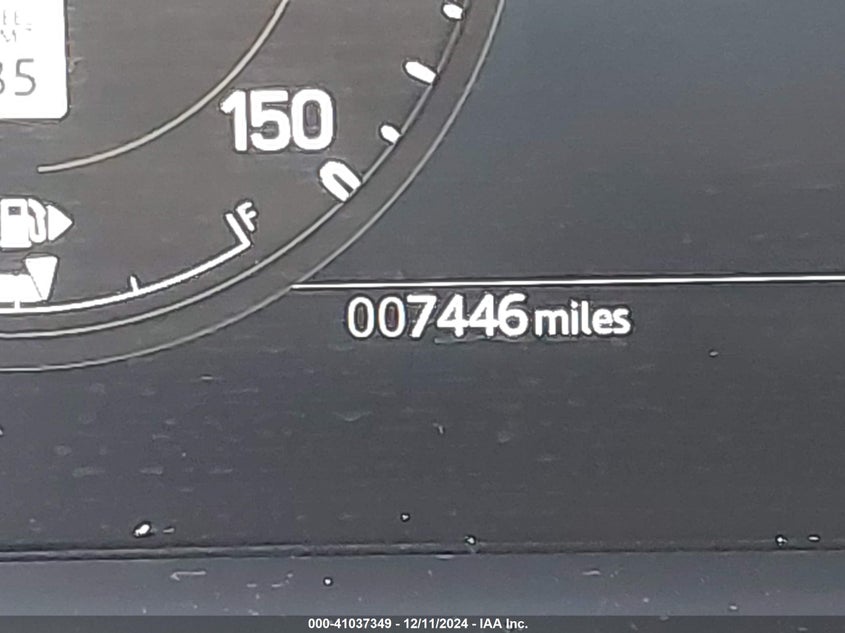 150
F
007446 miles
000-41037349 - 12/11/2024 - IAA Inc.